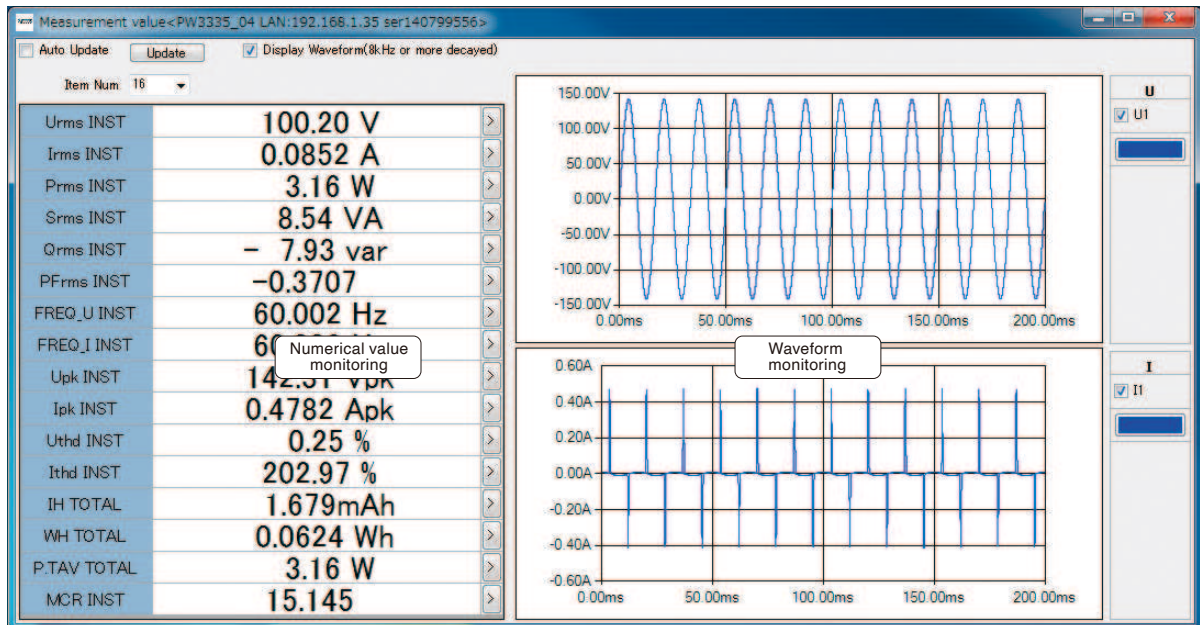 Measurement value<PW3335_04 LAN:192.168.1.35 ser140799556>
Auto Update Update Display Waveform(8kHz or more decayed)
Item Num 16
Urms INST 100.20 V >
Irms INST 0.0852 A >
Prms INST 3.16 W >
Srms INST 8.54 VA >
Qrms INST - 7.93 var >
PFrms INST -0.3707 >
FREQ_U INST 60.002 Hz >
FREQ_I INST >
Upk INST Vpk >
Ipk INST 0.4782 Apk >
Uthd INST 0.25 % >
Ithd INST 202.97 % >
IH TOTAL 1.679mAh >
WH TOTAL 0.0624 Wh >
P.TAV TOTAL 3.16 W >
MCR INST 15.145 >
Numerical value
monitoring
150.00V
100.00V
50.00V
0.00V
-50.00V
-100.00V
-150.00V
0.00ms 50.00ms 100.00ms 150.00ms 200.00ms
U
U1
Waveform
monitoring
0.60A
0.40A
0.20A
0.00A
-0.20A
-0.40A
-0.60A
0.00ms 50.00ms 100.00ms 150.00ms 200.00ms
I
I1